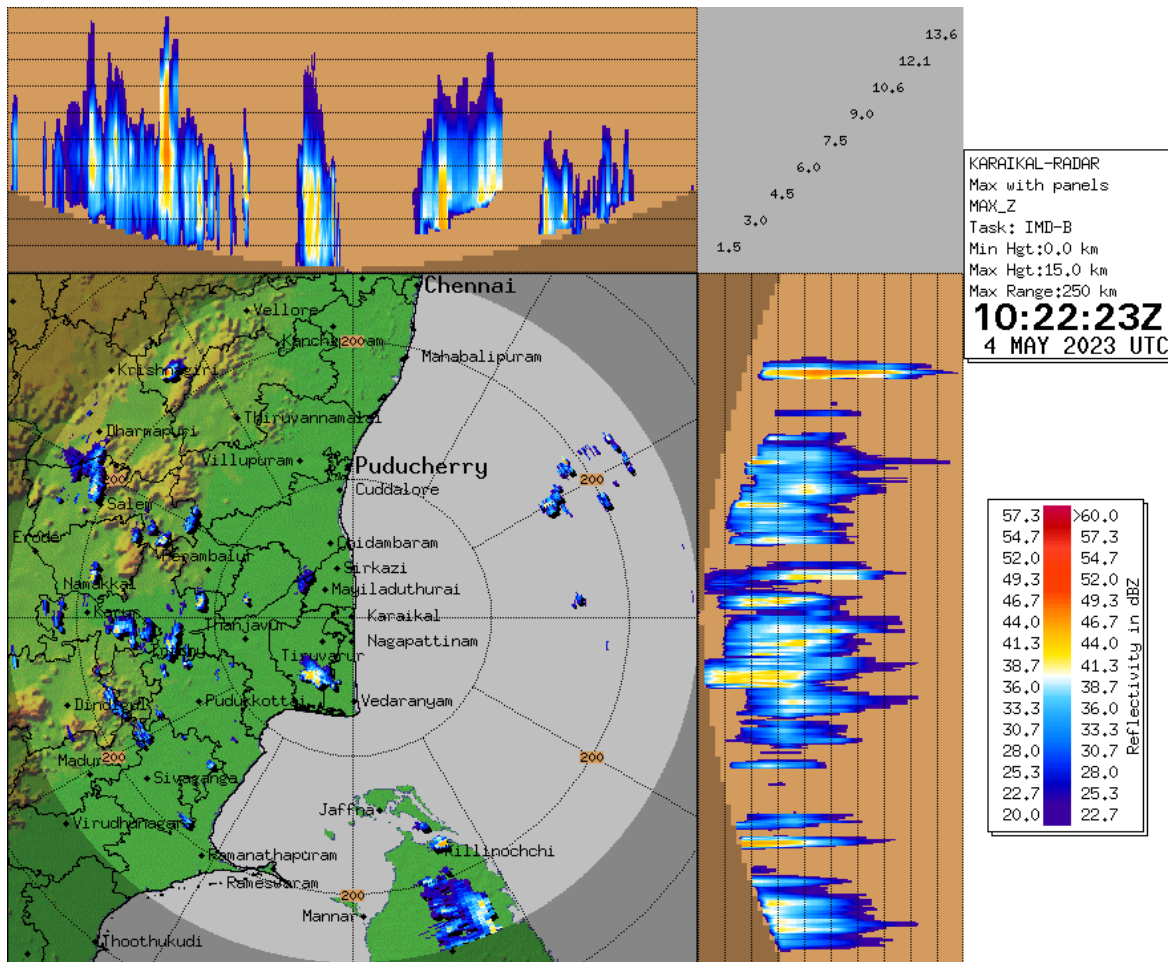 13.6
12.1
10.6
9.0
7.5
6.0
4.5
3.0
1.5
KARAIKAL-RADAR
Max with panels
MAX_Z
Task: IMD-B
Min Hgt:0.0 km
Max Hgt:15.0 km
Max Range:250 km
10:22:23Z
4 MAY 2023 UTC
Chennai
Vellore
200
Mahabalipuram
Krishnagiri
Thiruvannamalai
Dharmapuri
Villupuram
Puducherry
200
200
Cuddalore
Salem
Erode
Chidambaram
Perambalur
Sirkazi
Namakkal
Mayiladuthurai
Karur
Karaikal
Thanjavur
Nagapattinam
Tiruvarur
Dindigul
Pudukkottai
Vedaranyam
200
200
Sivaganga
Jaffna
Virudhunagar
Killinochchi
Ramanathapuram
Rameswaram
200
Mannar
Thoothukudi
57.3 >60.0
54.7 57.3
52.0 54.7
49.3 52.0
46.7 49.3
44.0 46.7
41.3 44.0
38.7 41.3
36.0 38.7
33.3 36.0
30.7 33.3
28.0 30.7
25.3 28.0
22.7 25.3
20.0 22.7
Reflectivity in dBZ